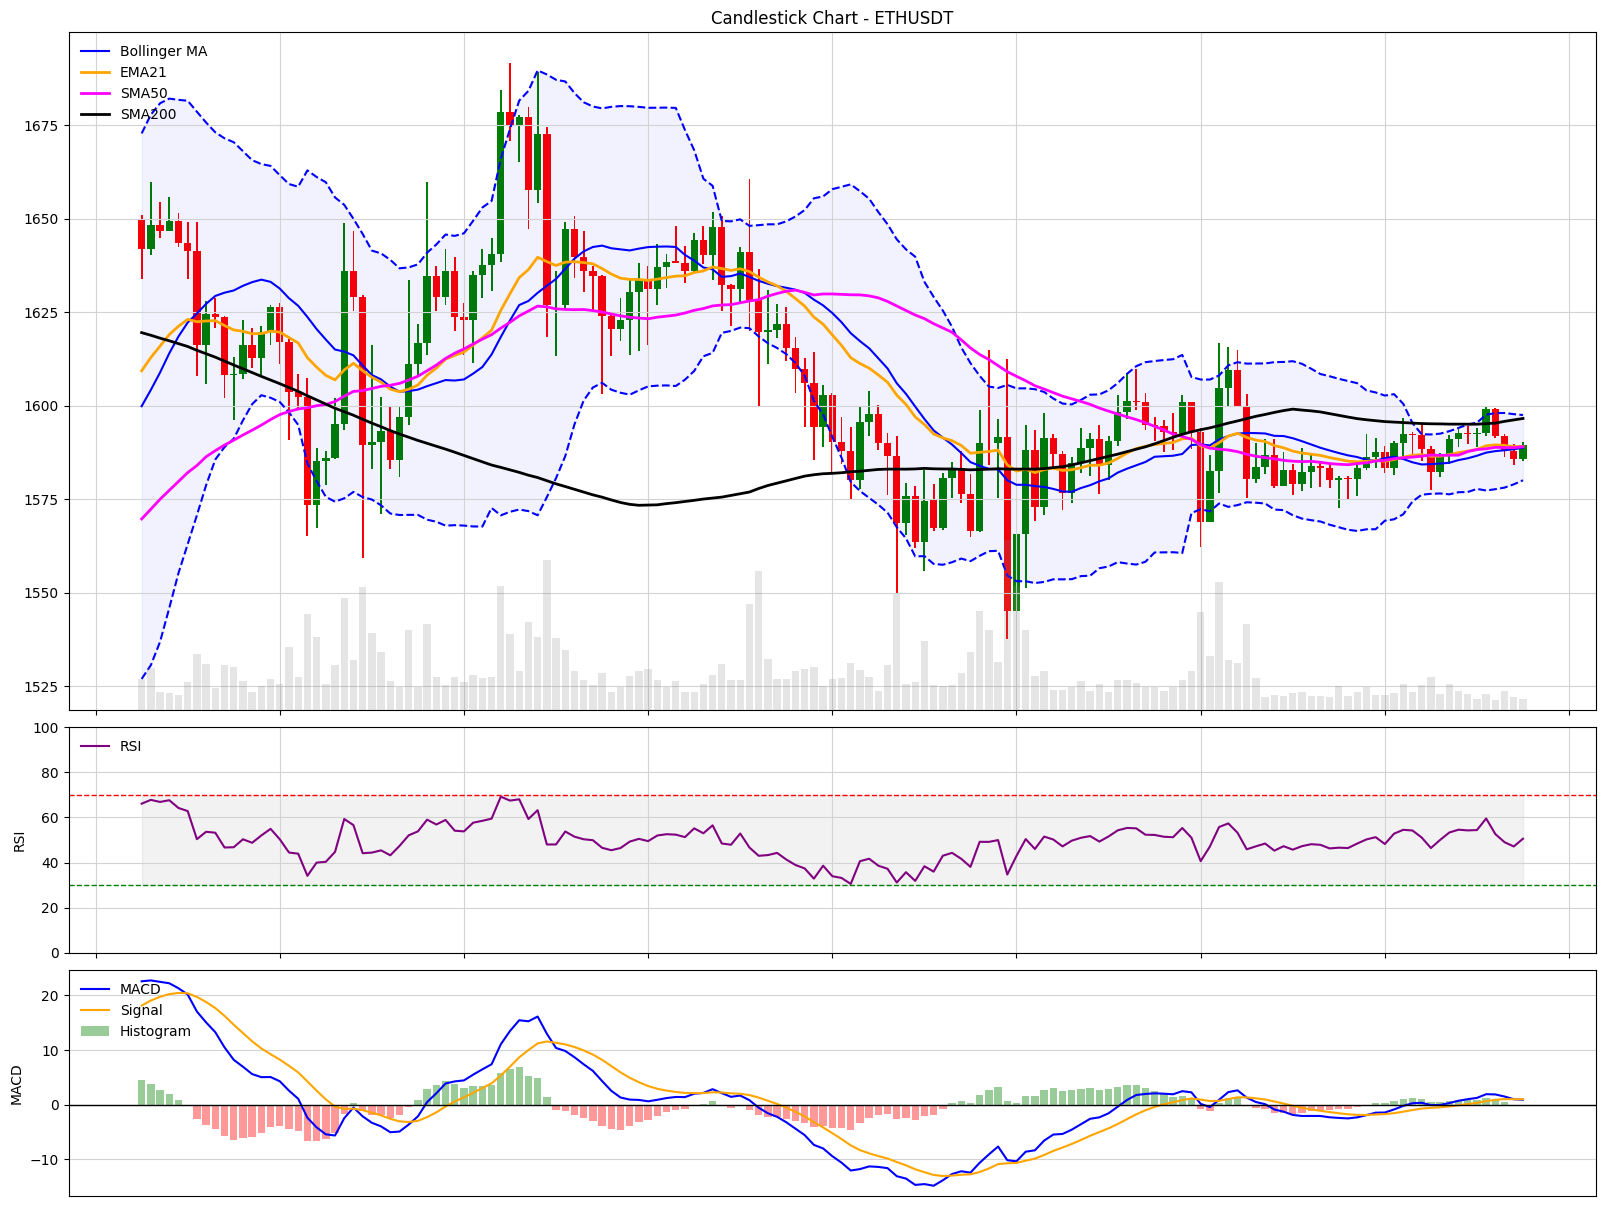 Candlestick Chart - ETHUSDT
Bollinger MA
EMA21
SMA50
SMA200
1675
1650
1625
1600
1575
1550
1525
RSI
100
80
60
40
20
0
RSI
MACD
Signal
Histogram
20
10
0
−10
MACD